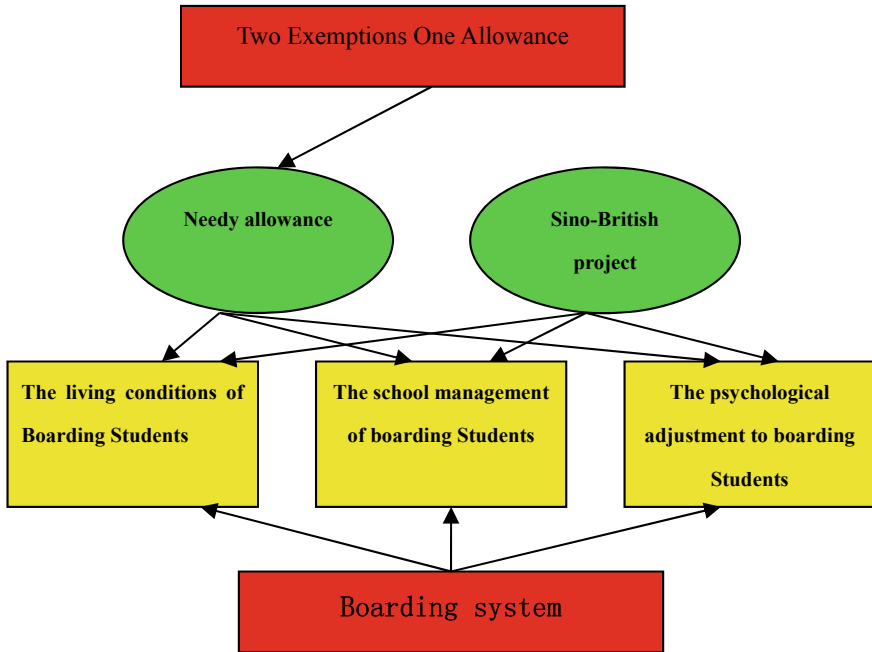 Two Exemptions One Allowance
Needy allowance
Sino-British
project
The living conditions of
Boarding Students
The school management
of boarding Students
The psychological
adjustment to boarding
Students
Boarding system